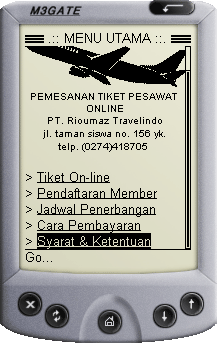 M3GATE
.:: MENU UTAMA ::.
PEMESANAN TIKET PESAWAT
ONLINE
PT. Rioumaz Travelindo
jl. taman siswa no. 156 yk.
telp. (0274)418705
> Tiket On-line
> Pendaftaran Member
> Jadwal Penerbangan
> Cara Pembayaran
> Syarat & Ketentuan
Go...